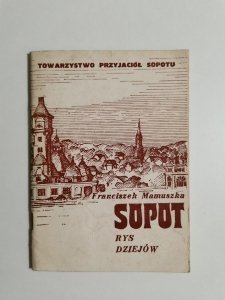 TOWARZYSTWO PRZYJACIÓŁ SOPOTU
Franciszek Mamuszka
SOPOT
RYS
DZIEJÓW